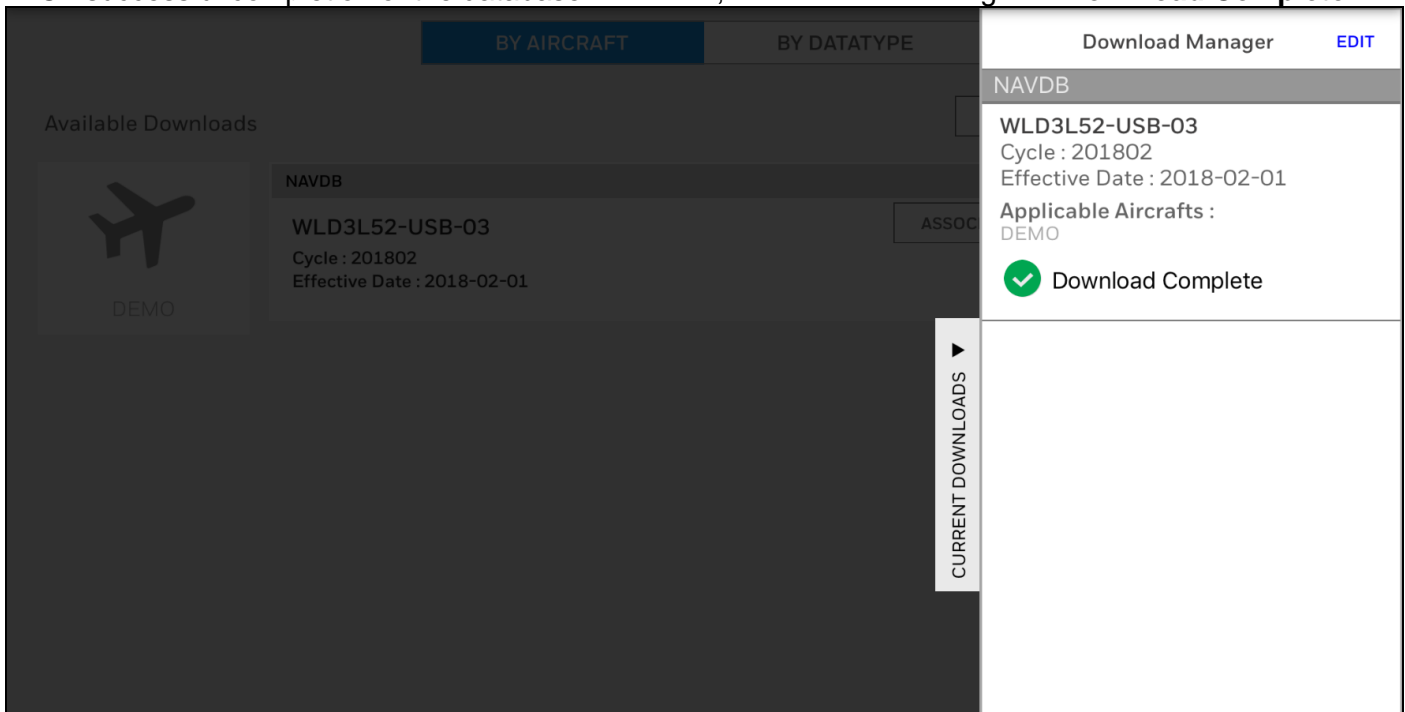 BY AIRCRAFT
BY DATATYPE
Available Downloads
DEMO
NAVDB
WLD3L52-USB-03
Cycle : 201802
Effective Date : 2018-02-01
ASSOC
CURRENT DOWNLOADS
Download Manager
EDIT
NAVDB
WLD3L52-USB-03
Cycle : 201802
Effective Date : 2018-02-01
Applicable Aircrafts :
DEMO
Download Complete